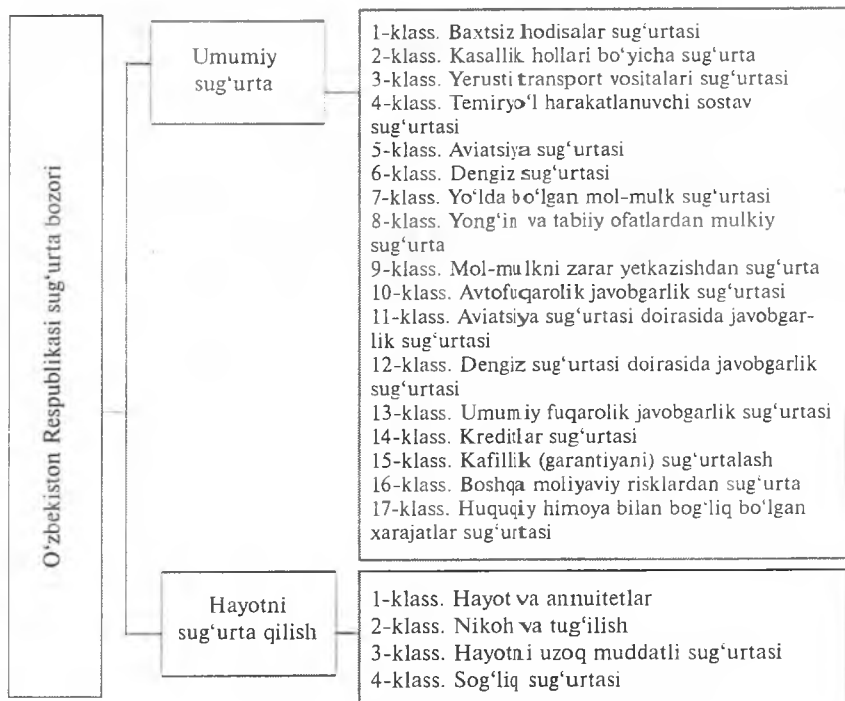 O‘zbekiston Respublikasi sug‘urta bozori
Umumiy
sug‘urta
1-klass. Baxtsiz hodisalar sug‘urtasi
2-klass. Kasallik hollari bo‘yicha sug‘urta
3-klass. Yerusti transport vositalari sug‘urtasi
4-klass. Temiryo‘l harakatlanuvchi sostav
sug‘urtasi
5-klass. Aviatsiya sug‘urtasi
6-klass. Dengiz sug‘urtasi
7-klass. Yo‘lda bo‘lgan mol-mulk sug‘urtasi
8-klass. Yong‘in va tabiiy ofatlardan mulkiy
sug‘urta
9-klass. Mol-mulkni zarar yetkazishdan sug‘urta
10-klass. Avtofuqarolik javobgarlik sug‘urtasi
11-klass. Aviatsiya sug‘urtasi doirasida javobgar-
lik sug‘urtasi
12-klass. Dengiz sug‘urtasi doirasida javobgarlik
sug‘urtasi
13-klass. Umumiy fuqarolik javobgarlik sug‘urtasi
14-klass. Kreditlar sug‘urtasi
15-klass. Kafillik (garantiyani) sug‘urtalash
16-klass. Boshqa moliyaviy risklardan sug‘urta
17-klass. Huquqiy himoya bilan bog‘liq bo‘lgan
xarajatlar sug‘urtasi
Hayotni
sug‘urta qilish
1-klass. Hayot va annuitetlar
2-klass. Nikoh va tug‘ilish
3-klass. Hayotni uzoq muddatli sug‘urtasi
4-klass. Sog‘liq sug‘urtasi